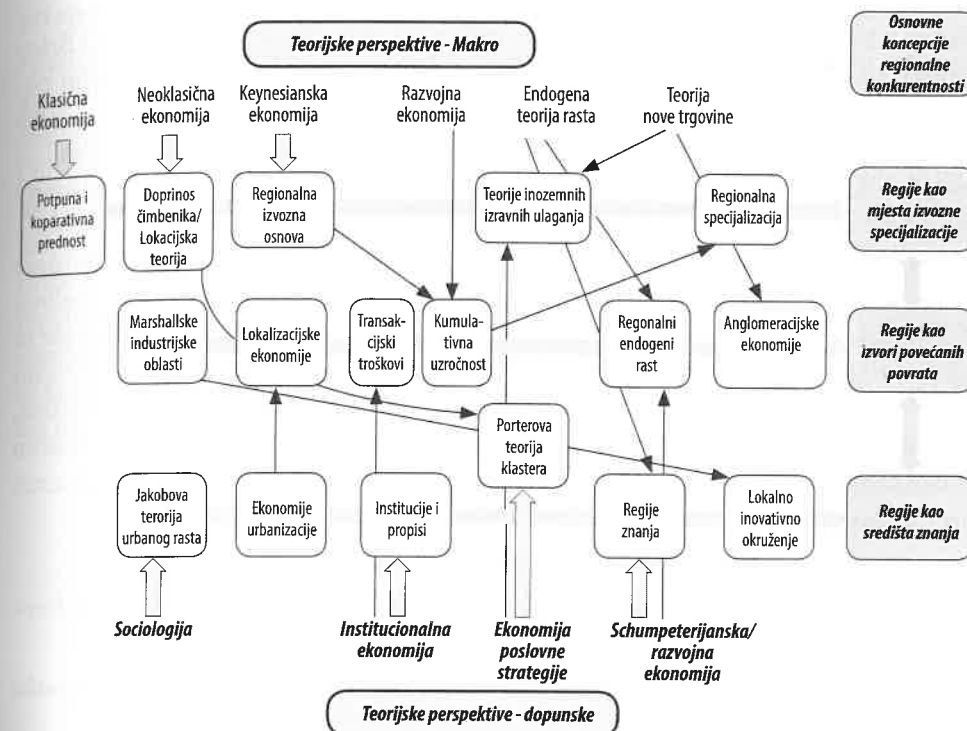 Teorijske perspektive - Makro
Osnovne
koncepcije
regionalne
konkurentnosti
Klasična
ekonomija
Neoklasična
ekonomija
Keynesianska
ekonomija
Razvojna
ekonomija
Endogena
teorija rasta
Teorija
nove trgovine
Potpuna i
koparativna
prednost
Doprinos
čimbenika/
Lokacijska
teorija
Regionalna
izvozna
osnova
Teorije inozemnih
izravnih ulaganja
Regionalna
specijalizacija
Regije kao
mjesta izvozne
specijalizacije
Marshallske
industrijske
oblasti
Lokalizacijske
ekonomije
Transak-
cijski
troškovi
Kumula-
tivna
uzročnost
Regonalni
endogeni
rast
Anglomeracijske
ekonomije
Regije kao
izvori povećanih
povrata
Porterova
teorija
klastera
Jakobova
terorija
urbanog rasta
Ekonomije
urbanizacije
Institucije i
propisi
Regije
znanja
Lokalno
inovativno
okruženje
Regije kao
središta znanja
Sociologija
Institucionalna
ekonomija
Ekonomija
poslovne
strategije
Schumpeterijanska/
razvojna
ekonomija
Teorijske perspektive - dopunske